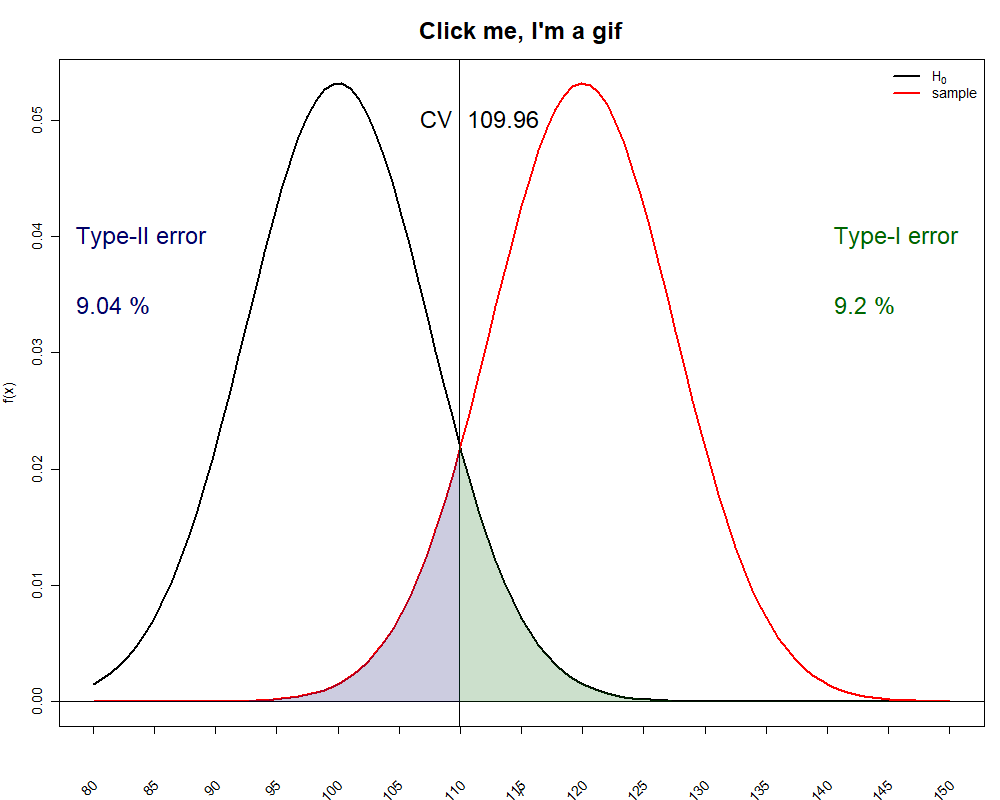 Click me, I'm a gif
H0
sample
CV 109.96
Type-II error
Type-I error
9.04 %
9.2 %
f(x)
0.05
0.04
0.03
0.02
0.01
0.00
80 85 90 95 100 105 110 115 120 125 130 135 140 145 150